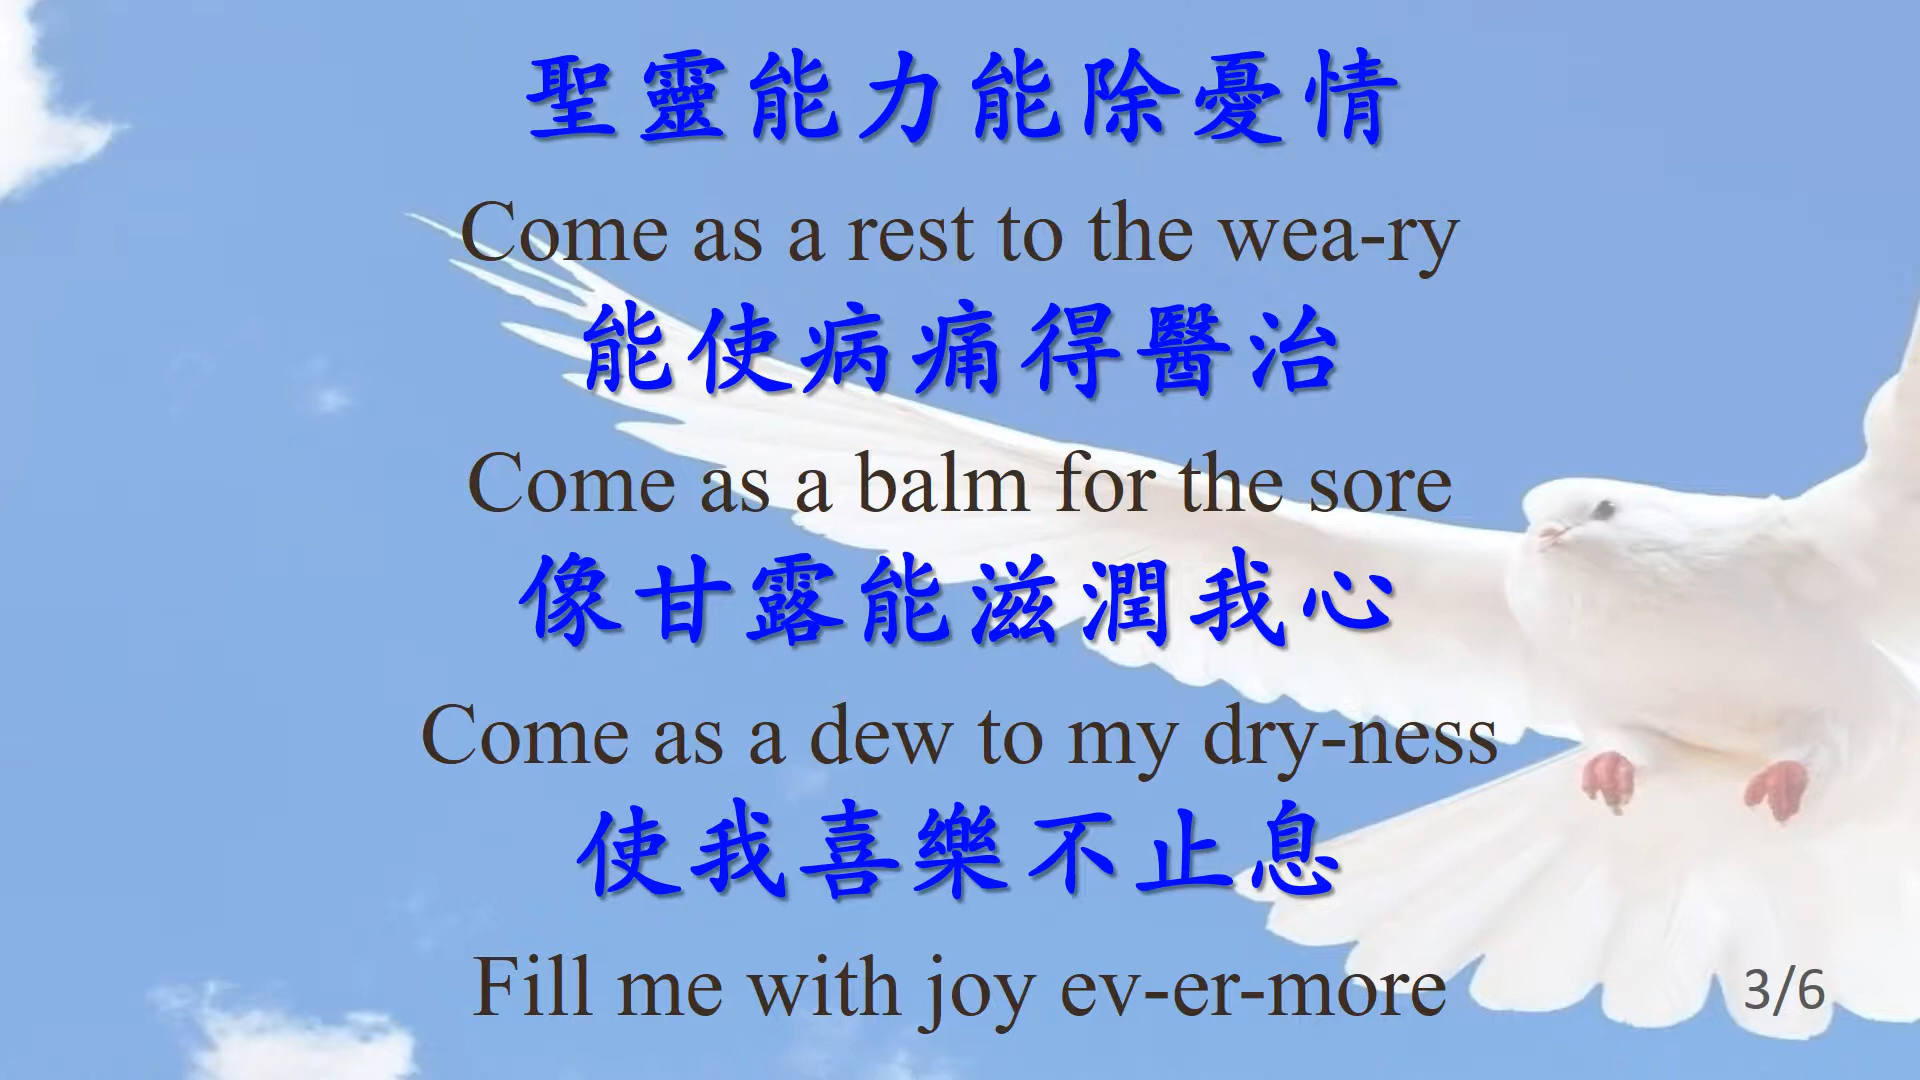 聖靈能力能除憂情
Come as a rest to the wea-ry
能使病痛得醫治
Come as a balm for the sore
像甘露能滋潤我心
Come as a dew to my dry-ness
使我喜樂不止息
Fill me with joy ev-er-more
3/6